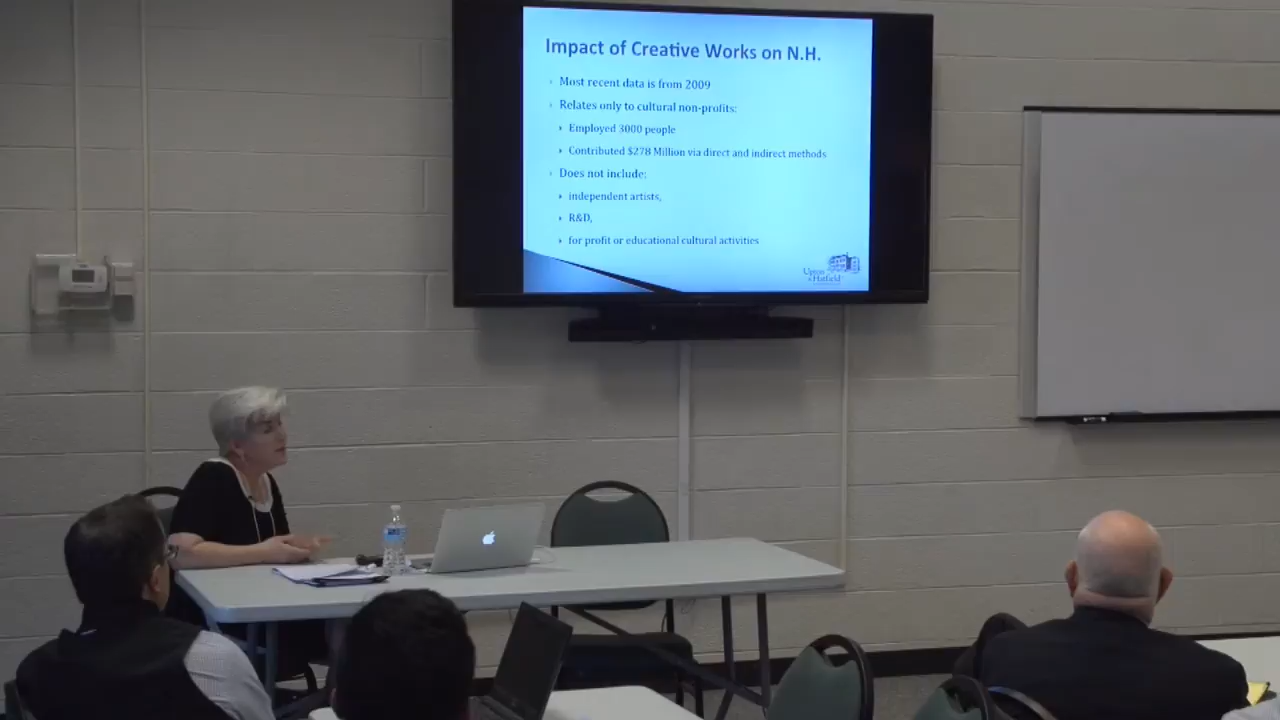 Impact of Creative Works on N.H.
Most recent data is from 2009
Relates only to cultural non-profits:
Employed 3000 people
Contributed $278 Million via direct and indirect methods
Does not include:
independent artists,
R&D,
for profit or educational cultural activities
Upton
& Hatfield